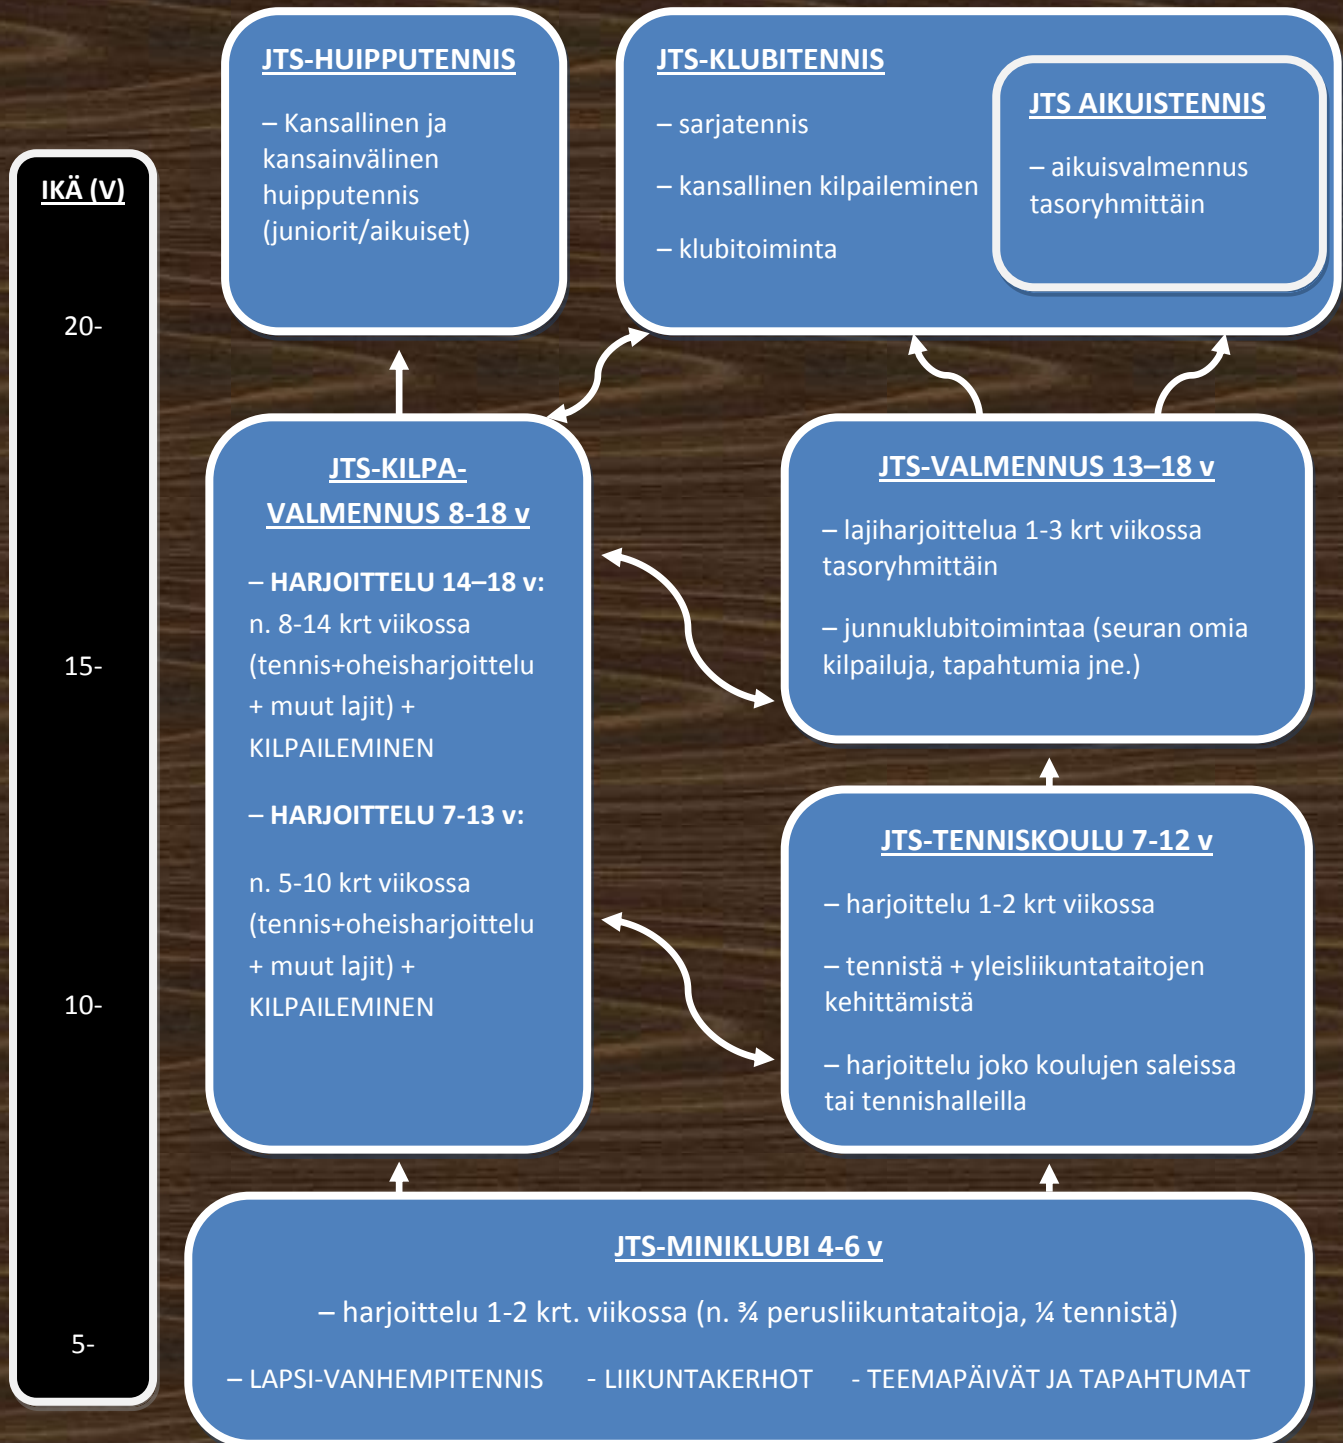 JTS-HUIPPUTENNIS
– Kansallinen ja
kansainvälinen
huipputennis
(juniorit/aikuiset)
JTS-KLUBITENNIS
– sarjatennis
– kansallinen kilpaileminen
– klubitoiminta
JTS AIKUISTENNIS
– aikuisvalmennus
tasoryhmittäin
IKÄ (V)
20-
15-
10-
5-
JTS-KILPA-
VALMENNUS 8-18 v
– HARJOITTELU 14–18 v:
n. 8-14 krt viikossa
(tennis+oheisharjoittelu
+ muut lajit) +
KILPAILEMINEN
– HARJOITTELU 7-13 v:
n. 5-10 krt viikossa
(tennis+oheisharjoittelu
+ muut lajit) +
KILPAILEMINEN
JTS-VALMENNUS 13–18 v
– lajiharjoittelua 1-3 krt viikossa
tasoryhmittäin
– junnuklubitoimintaa (seuran omia
kilpailuja, tapahtumia jne.)
JTS-TENNISKOULU 7-12 v
– harjoittelu 1-2 krt viikossa
– tennistä + yleisliikuntataitojen
kehittämistä
– harjoittelu joko koulujen saleissa
tai tennishalleilla
JTS-MINIKLUBI 4-6 v
– harjoittelu 1-2 krt. viikossa (n. ¾ perusliikuntataitoja, ¼ tennistä)
– LAPSI-VANHEMPITENNIS - LIIKUNTAKERHOT - TEEMAPÄIVÄT JA TAPAHTUMAT